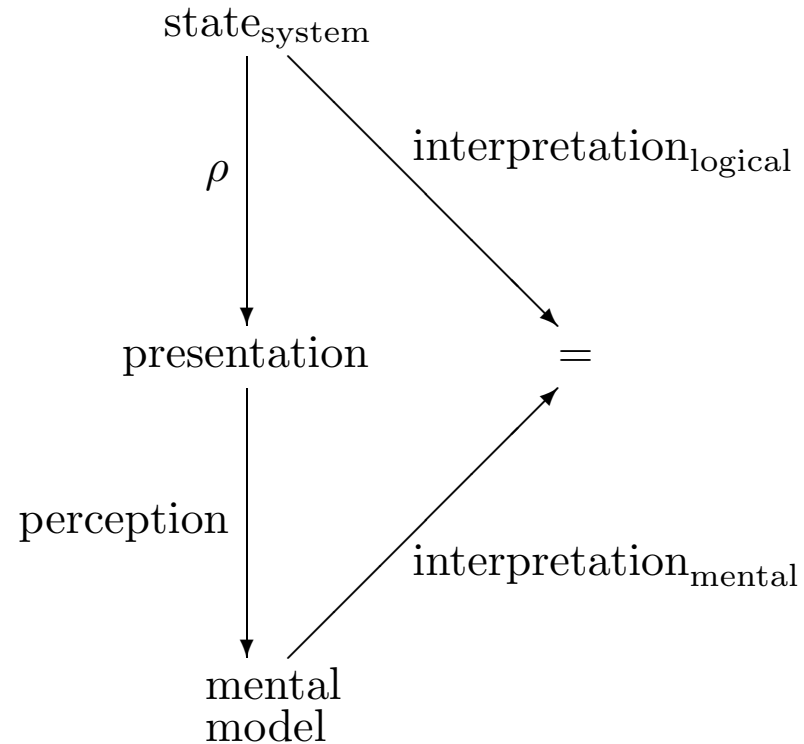 state_system
interpretation_logical
ρ
presentation
=
perception
interpretation_mental
mental
model